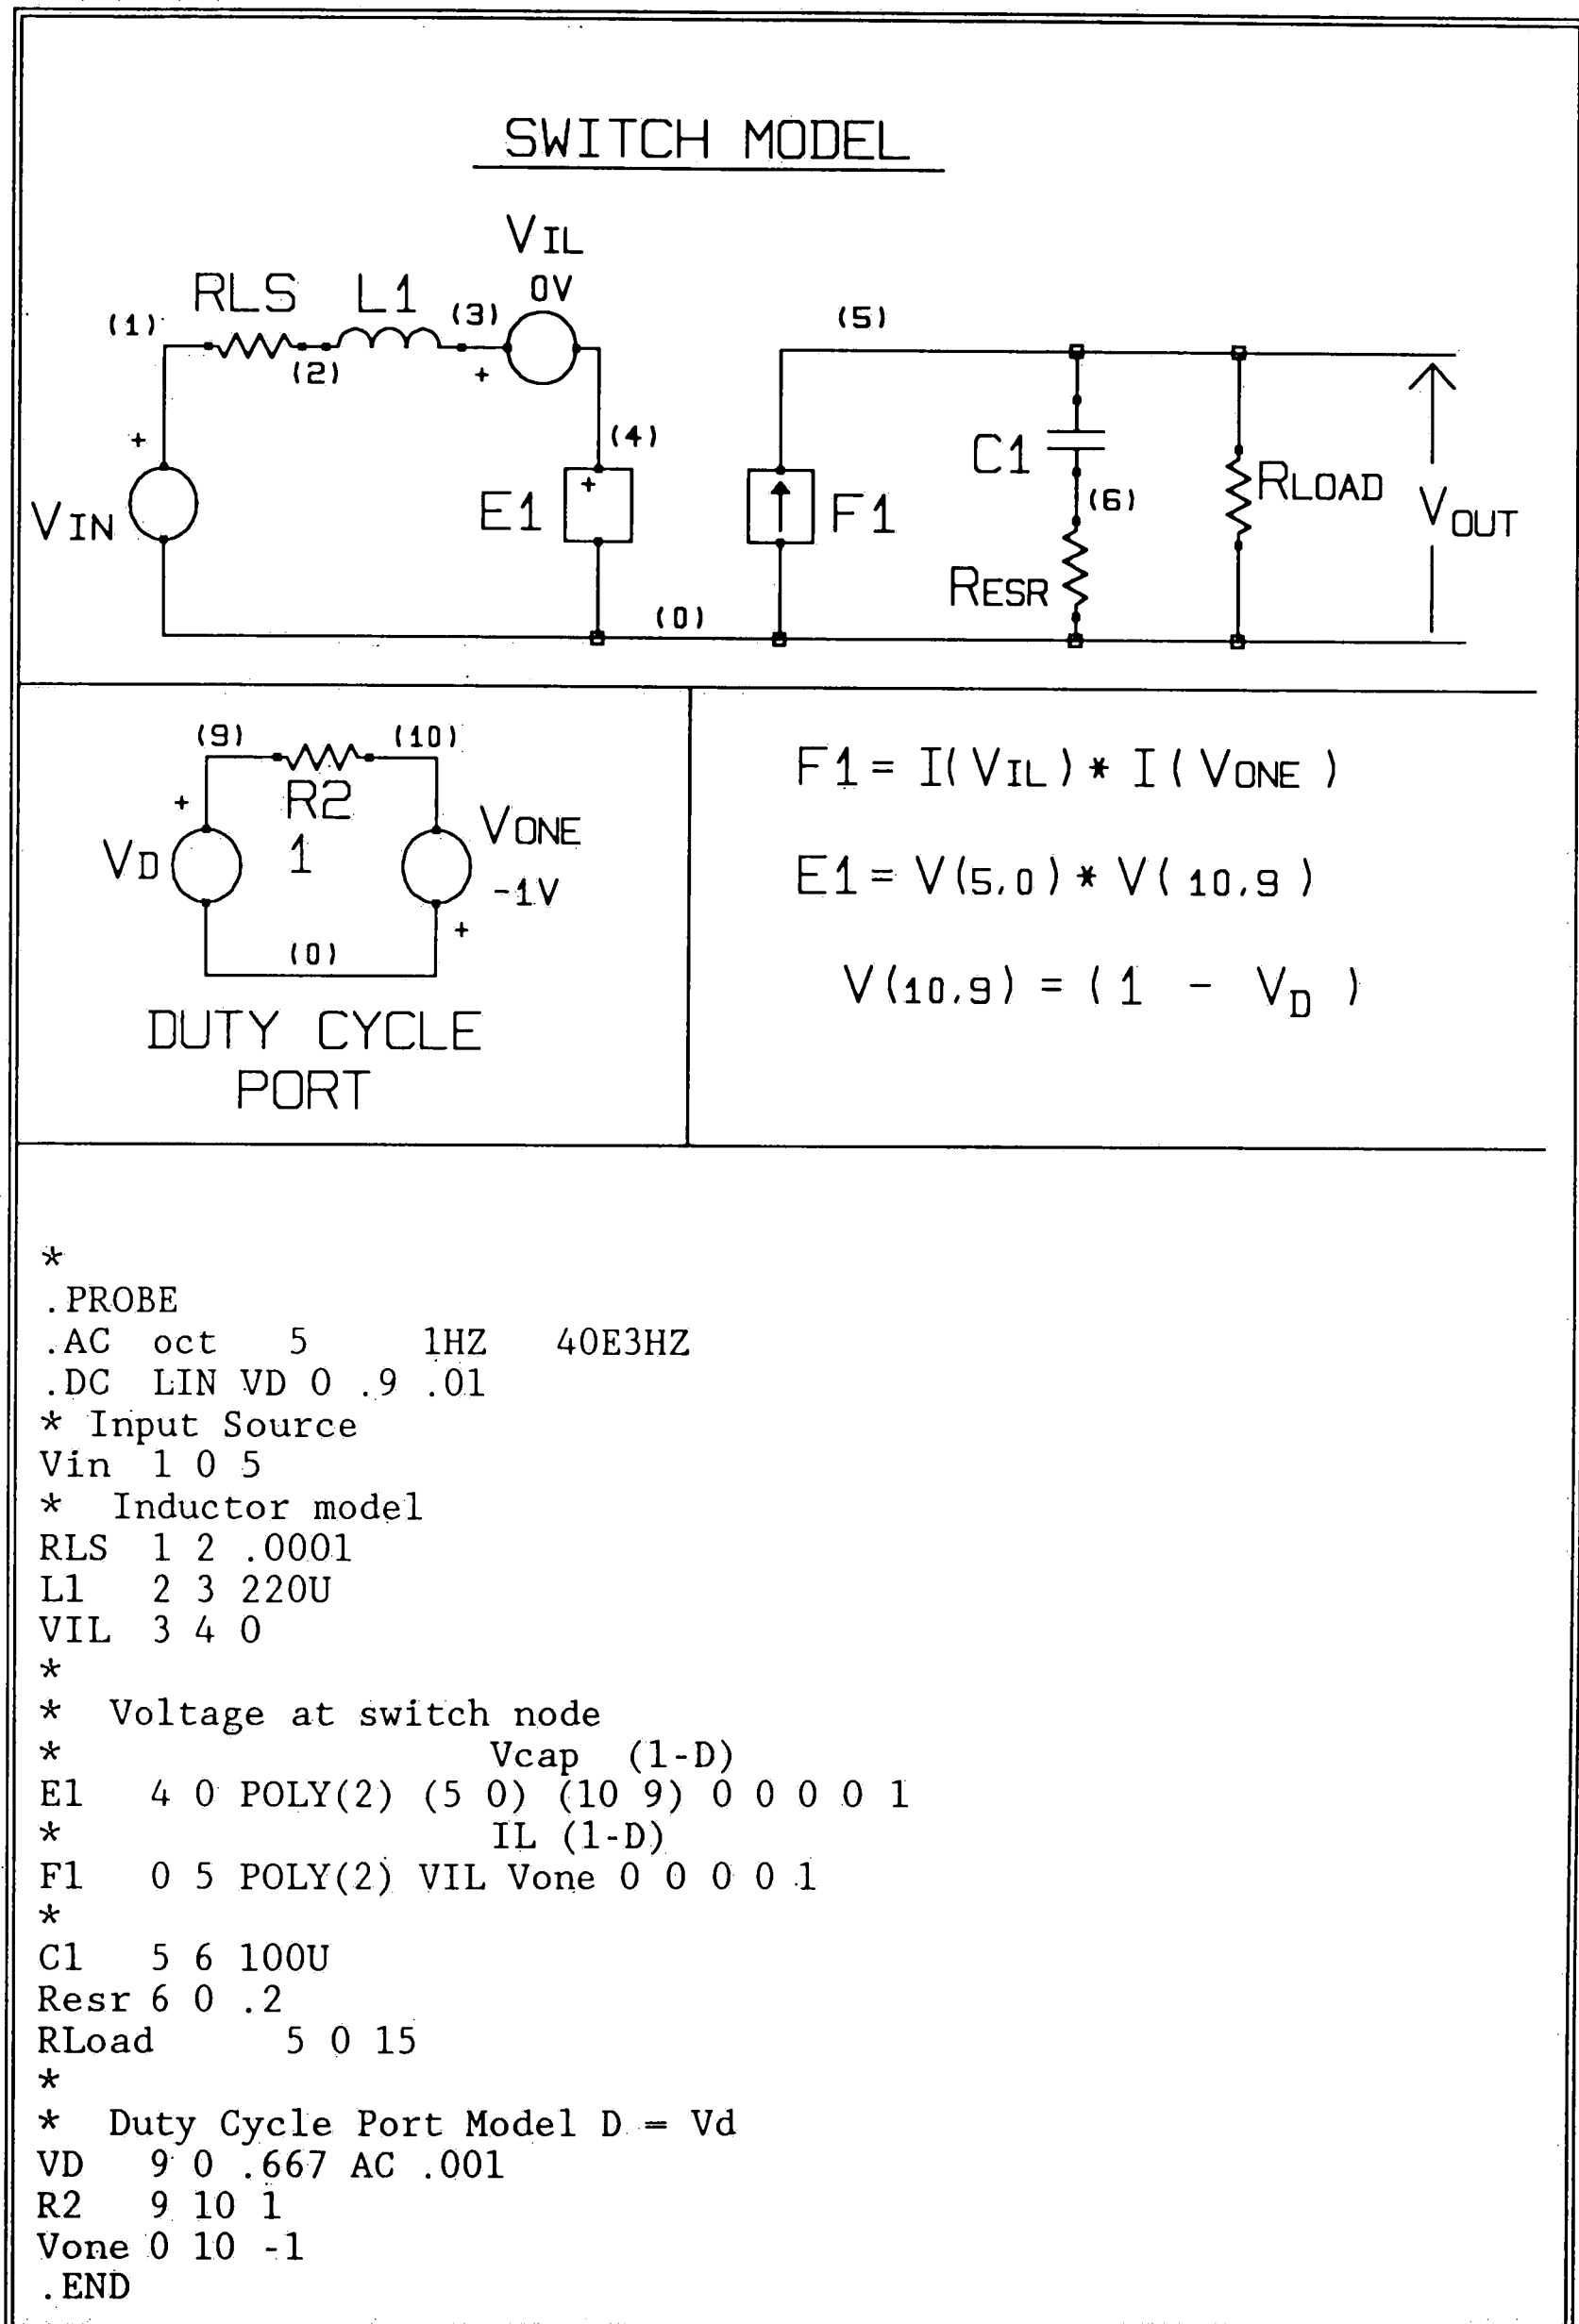 SWITCH MODEL
VIL
0V
RLS L1
(1)
(2)
(3)
+
(4)
(5)
+
VIN
E1
+
F1
C1
(6)
RESR
RLOAD
VOUT
(0)
(9)
(10)
R2
1
+
VD
VONE
-1V
+
(0)
DUTY CYCLE
PORT
F1 = I(VIL) * I(VONE)
E1 = V(5,0) * V(10,9)
V(10,9) = (1 - VD)
*
.PROBE
.AC oct 5 1HZ 40E3HZ
.DC LIN VD 0 .9 .01
* Input Source
Vin 1 0 5
* Inductor model
RLS 1 2 .0001
L1 2 3 220U
VIL 3 4 0
*
* Voltage at switch node
* Vcap (1-D)
E1 4 0 POLY(2) (5 0) (10 9) 0 0 0 0 1
* IL (1-D)
F1 0 5 POLY(2) VIL Vone 0 0 0 0 1
*
C1 5 6 100U
Resr 6 0 .2
RLoad 5 0 15
*
* Duty Cycle Port Model D = Vd
VD 9 0 .667 AC .001
R2 9 10 1
Vone 0 10 -1
.END